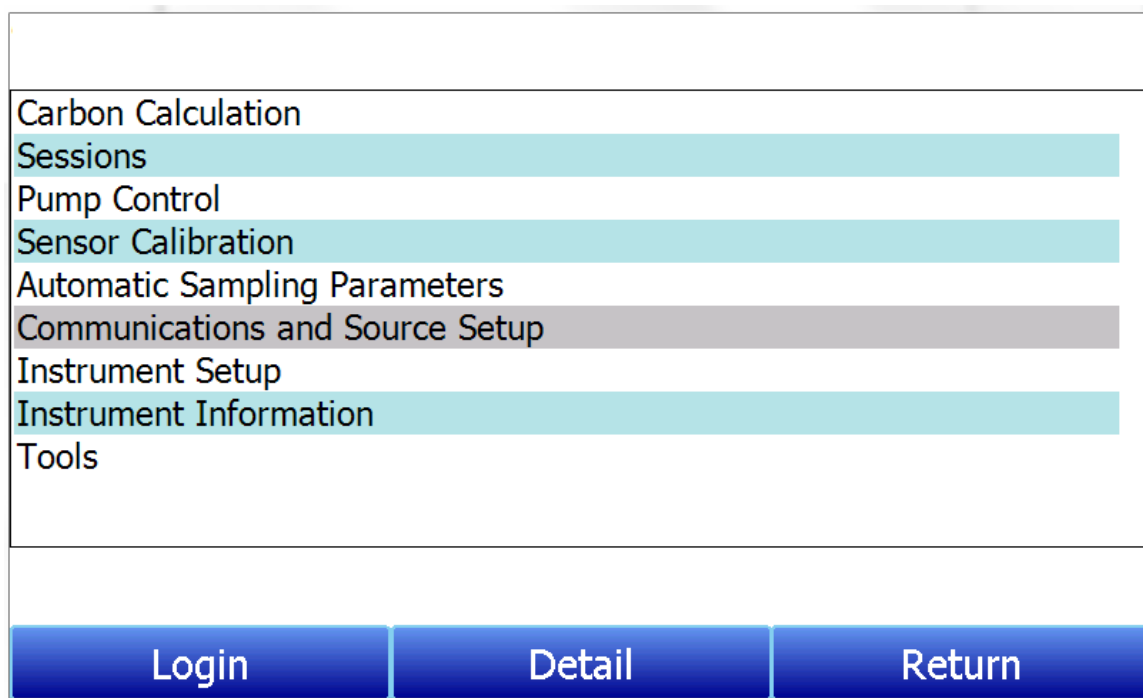 Carbon Calculation
Sessions
Pump Control
Sensor Calibration
Automatic Sampling Parameters
Communications and Source Setup
Instrument Setup
Instrument Information
Tools
Login Detail Return